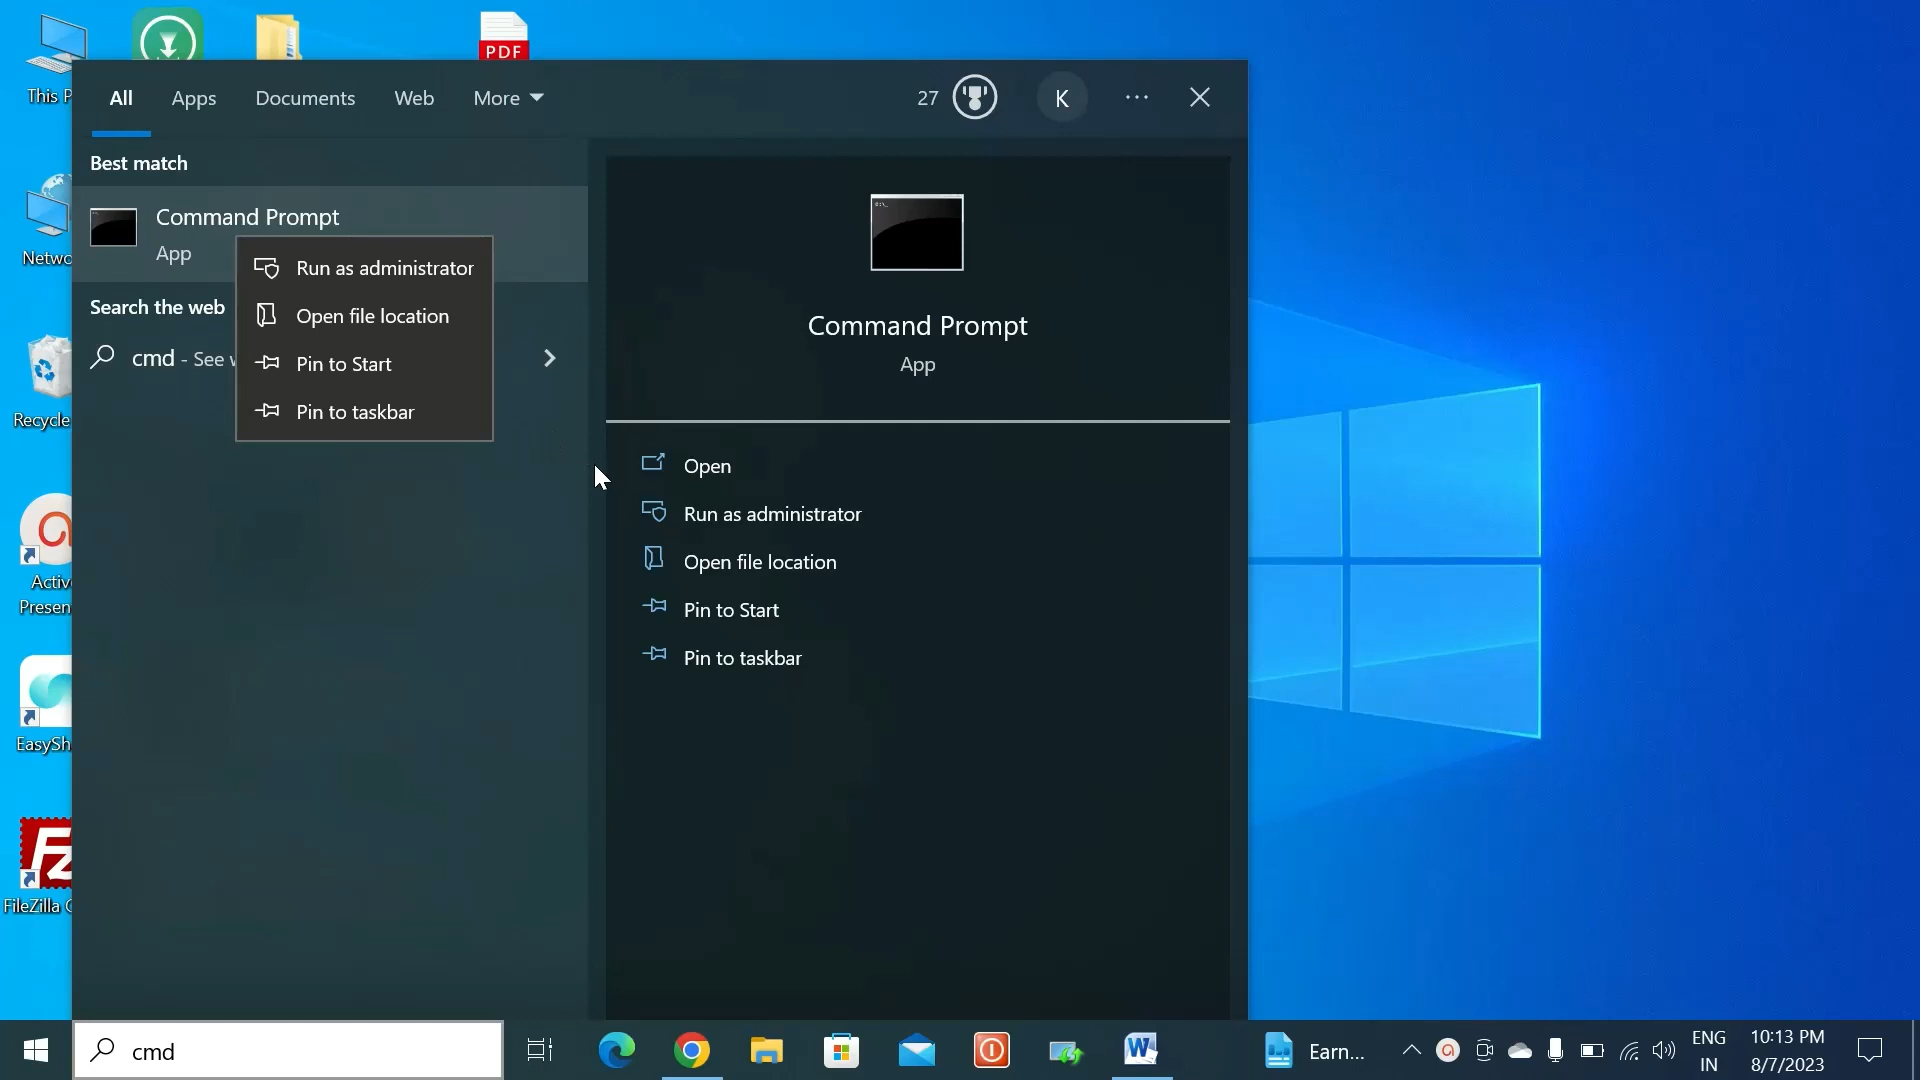 This P
PDF
Netwo
Recycle
Activ
Presen
EasySh
FileZilla C
All
Apps
Documents
Web
More
27
K
Best match
Command Prompt
App
Search the web
cmd - See w
Run as administrator
Open file location
Pin to Start
Pin to taskbar
Command Prompt
App
Open
Run as administrator
Open file location
Pin to Start
Pin to taskbar
cmd
Earn...
ENG
IN
10:13 PM
8/7/2023